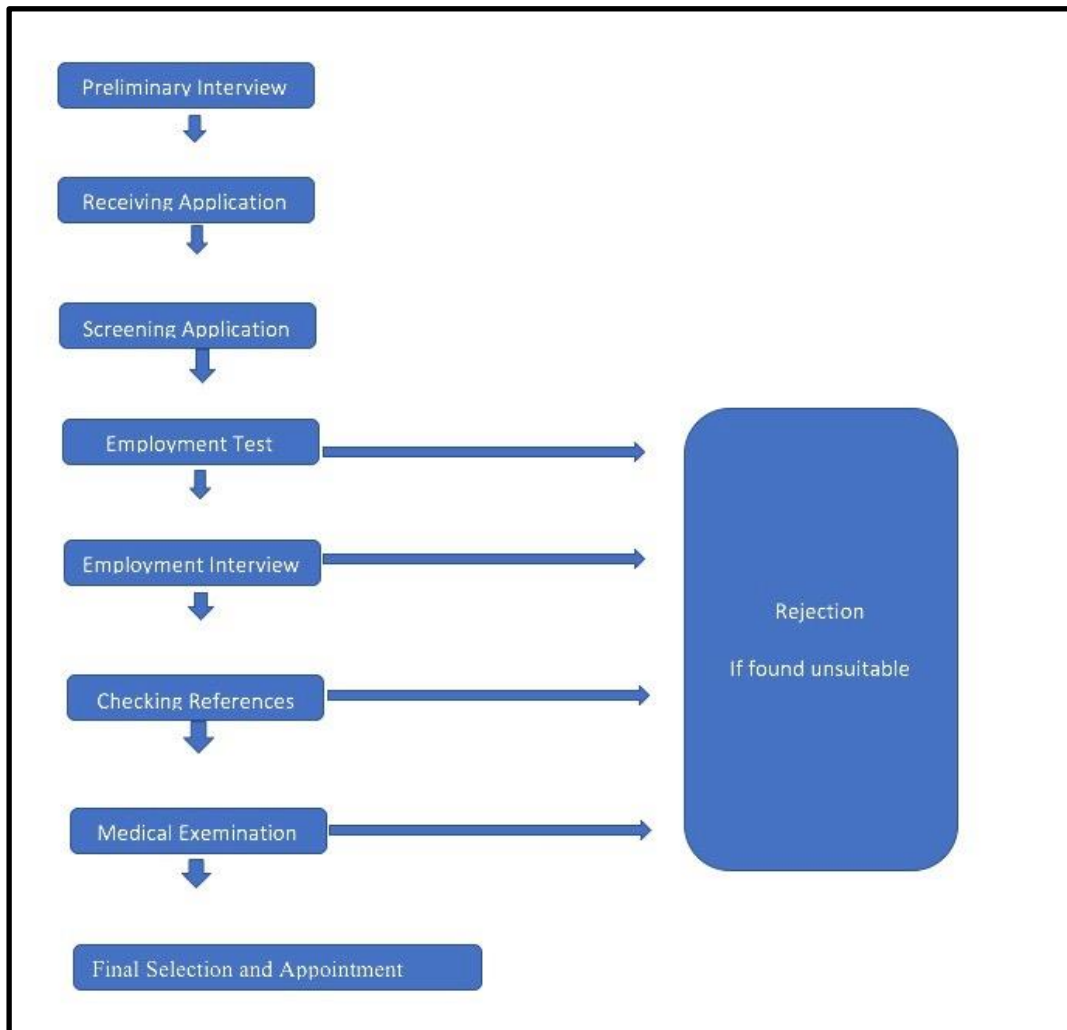 Preliminary Interview
Receiving Application
Screening Application
Employment Test
Employment Interview
Checking References
Medical Exemination
Final Selection and Appointment
Rejection
If found unsuitable